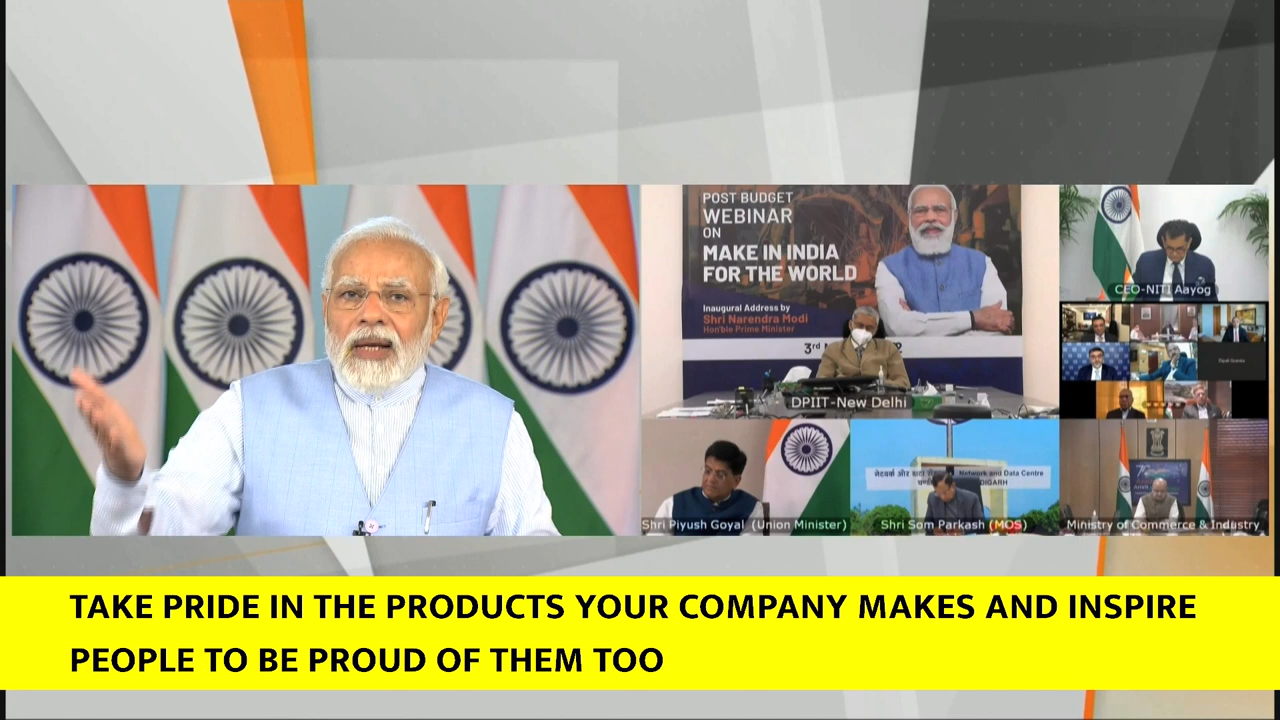 POST BUDGET
WEBINAR
ON
MAKE IN INDIA
FOR THE WORLD
Inaugural Address by
Shri Narendra Modi
Hon'ble Prime Minister
3rd
DPIIT-New Delhi
CEO-NITI Aayog
Shri Piyush Goyal (Union Minister)
नेटवर्क और डाटा
Network and Data Centre
Shri Som Parkash (MOS)
Ministry of Commerce & Industry
TAKE PRIDE IN THE PRODUCTS YOUR COMPANY MAKES AND INSPIRE
PEOPLE TO BE PROUD OF THEM TOO